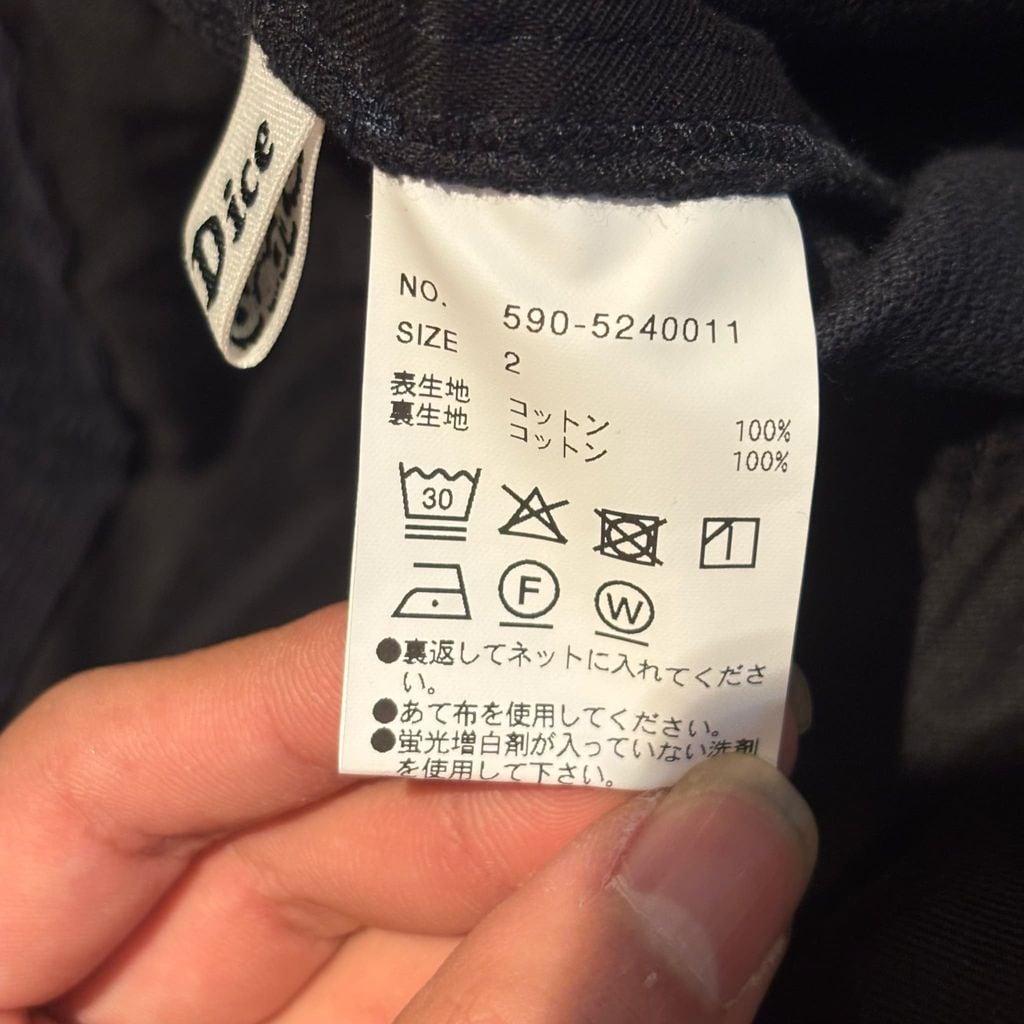 Dice
NO. 590-5240011
SIZE 2
表生地 コットン 100%
裏生地 コットン 100%
30
F
W
●裏返してネットに入れてくださ
い。
●あて布を使用してください。
●蛍光増白剤が入っていない洗剤
を使用して下さい。